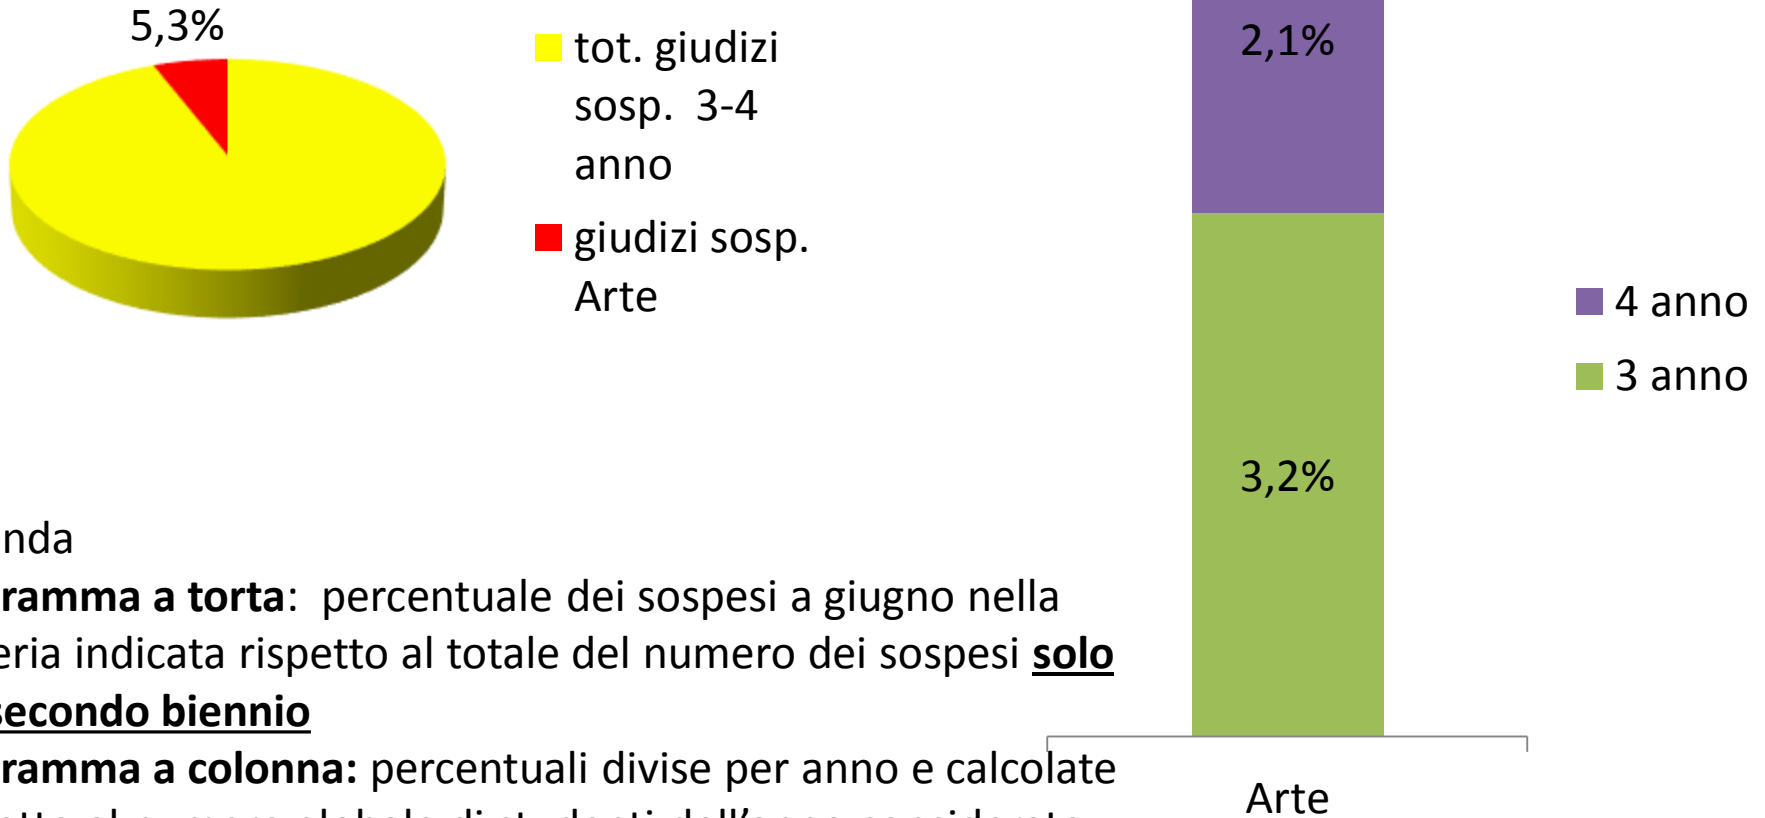 5,3%
tot. giudizi
sosp. 3-4
anno
giudizi sosp.
Arte
2,1%
3,2%
4 anno
3 anno
Arte
nda
ramma a torta: percentuale dei sospesi a giugno nella
eria indicata rispetto al totale del numero dei sospesi solo
secondo biennio
ramma a colonna: percentuali divise per anno e calcolate